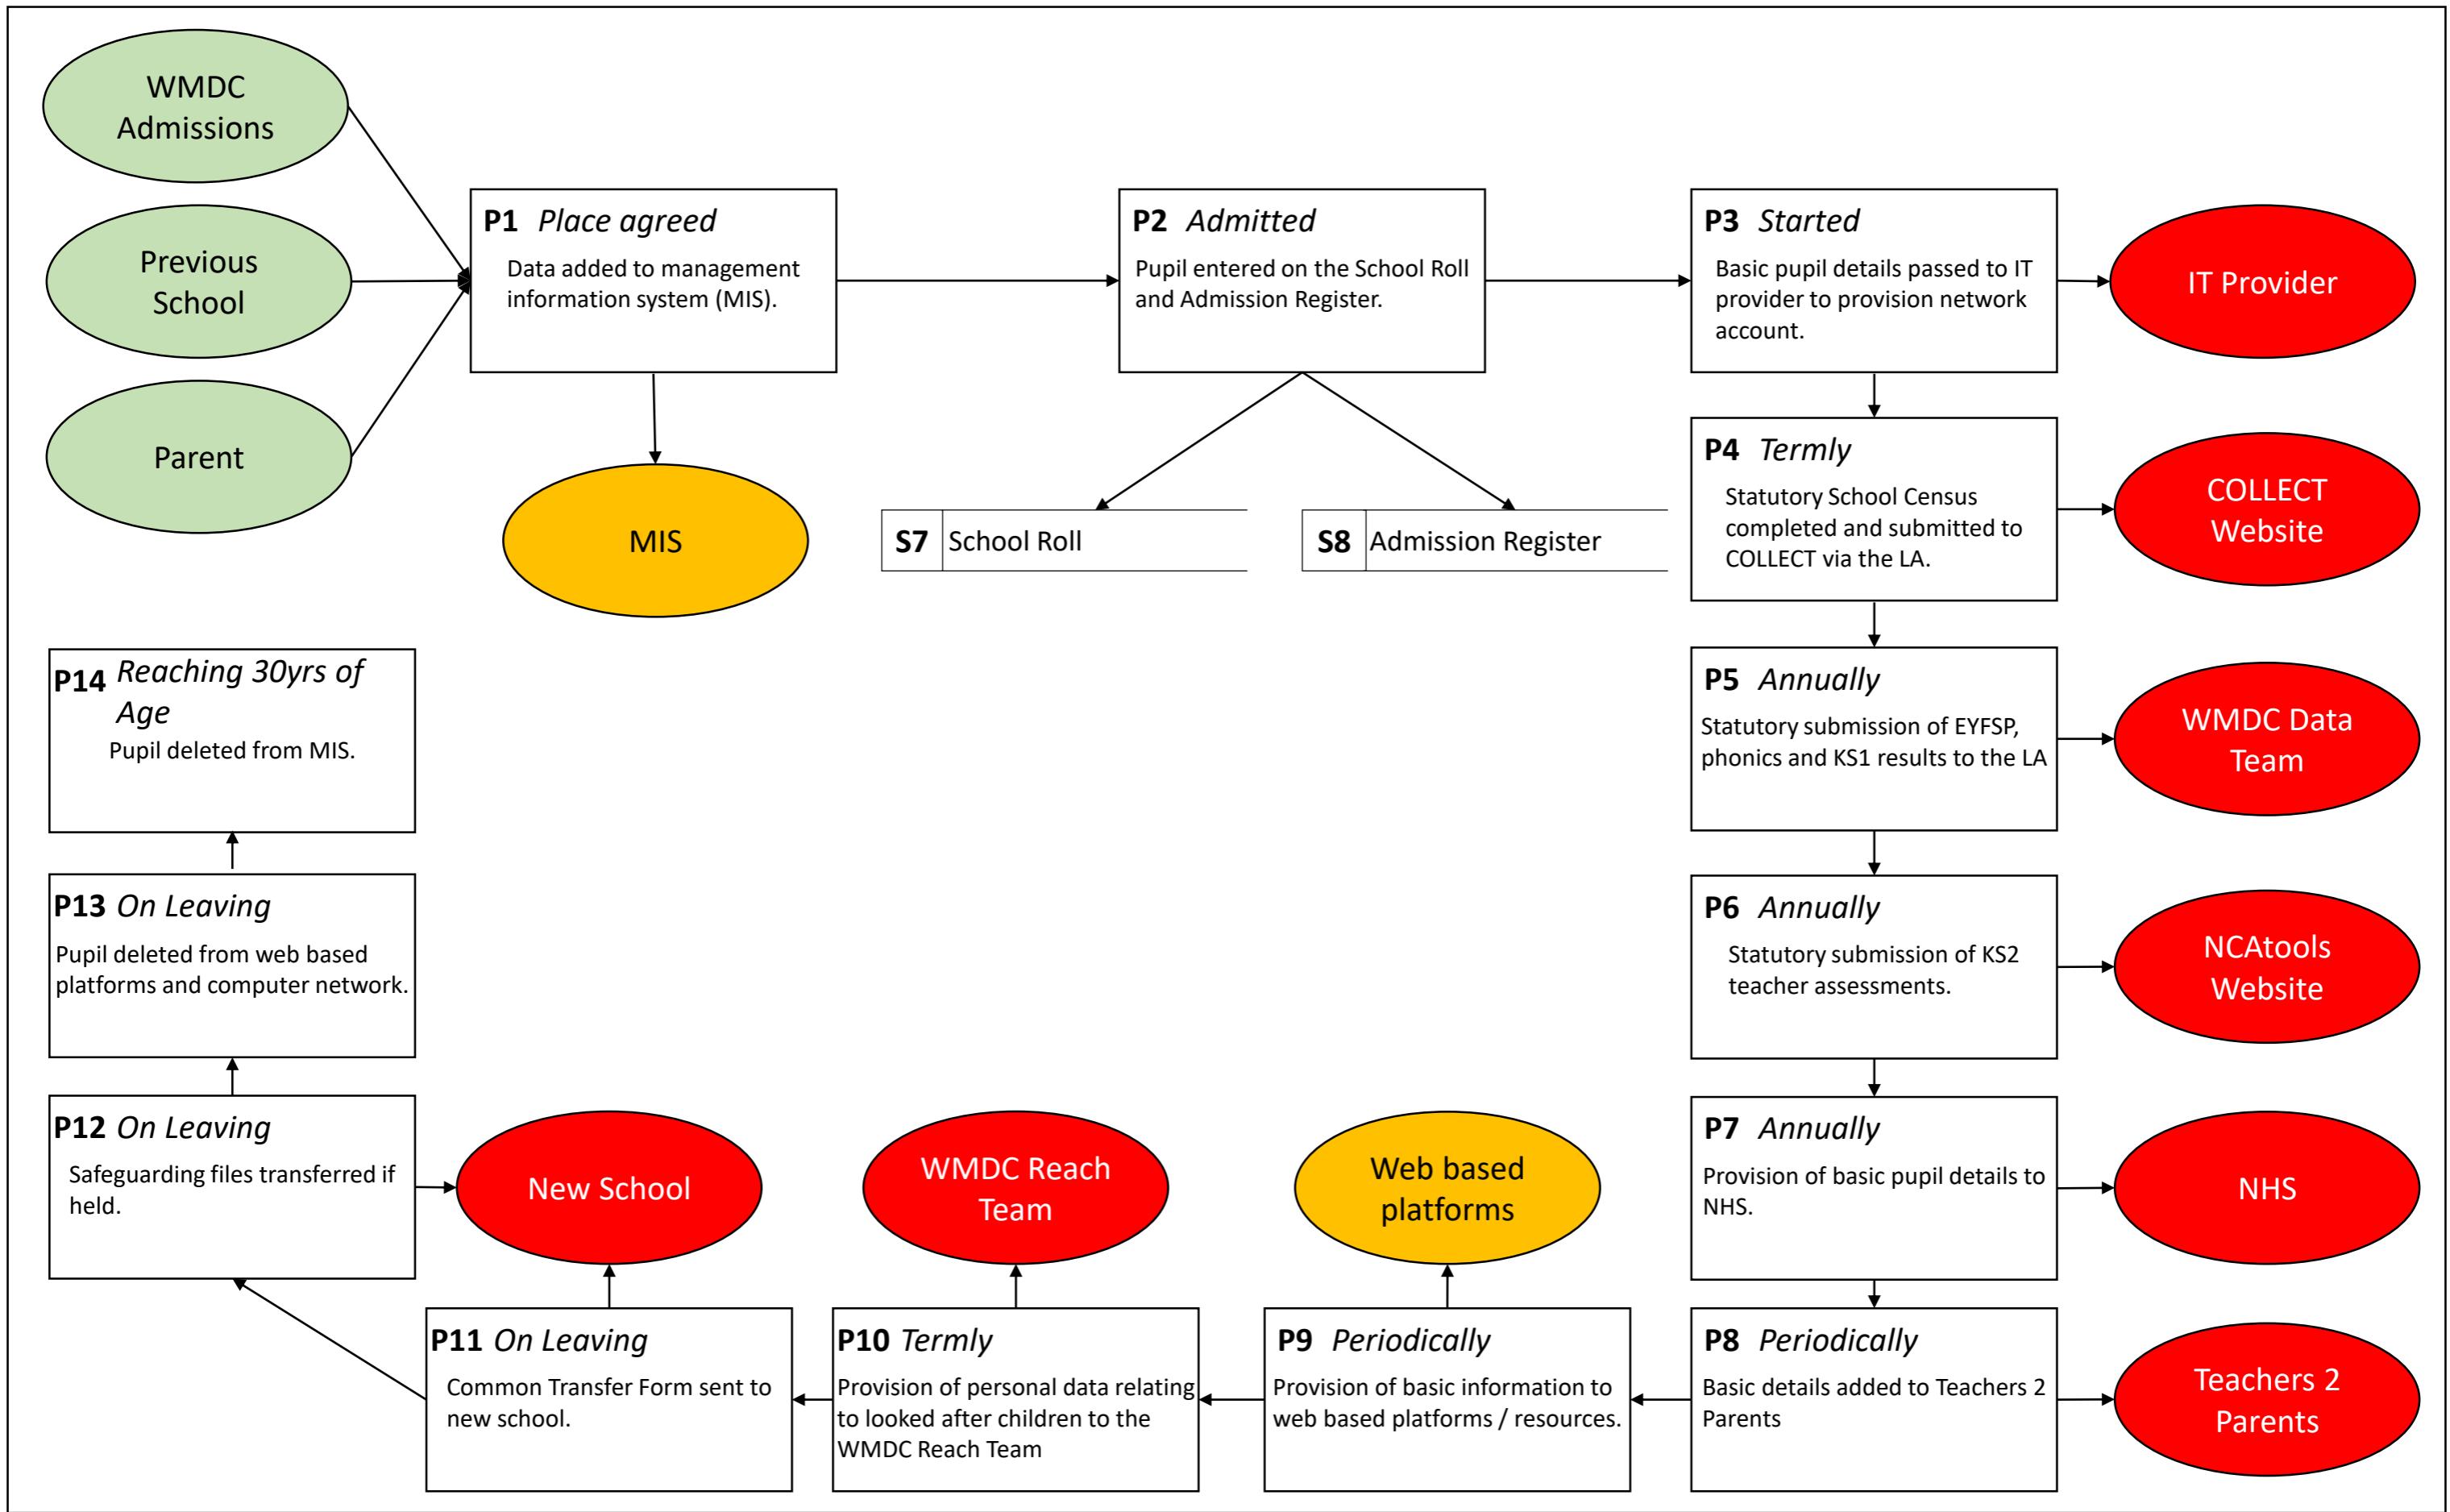 WMDC
Admissions
Previous
School
Parent
P1 Place agreed
Data added to management
information system (MIS).
MIS
P2 Admitted
Pupil entered on the School Roll
and Admission Register.
S7 School Roll
S8 Admission Register
P3 Started
Basic pupil details passed to IT
provider to provision network
account.
IT Provider
P4 Termly
Statutory School Census
completed and submitted to
COLLECT via the LA.
COLLECT
Website
P5 Annually
Statutory submission of EYFSP,
phonics and KS1 results to the LA
WMDC Data
Team
P6 Annually
Statutory submission of KS2
teacher assessments.
NCAtools
Website
P7 Annually
Provision of basic pupil details to
NHS.
NHS
P8 Periodically
Basic details added to Teachers 2
Parents
Teachers 2
Parents
P9 Periodically
Provision of basic information to
web based platforms / resources.
Web based
platforms
P10 Termly
Provision of personal data relating
to looked after children to the
WMDC Reach Team
WMDC Reach
Team
P11 On Leaving
Common Transfer Form sent to
new school.
New School
P12 On Leaving
Safeguarding files transferred if
held.
P13 On Leaving
Pupil deleted from web based
platforms and computer network.
P14 Reaching 30yrs of
Age
Pupil deleted from MIS.